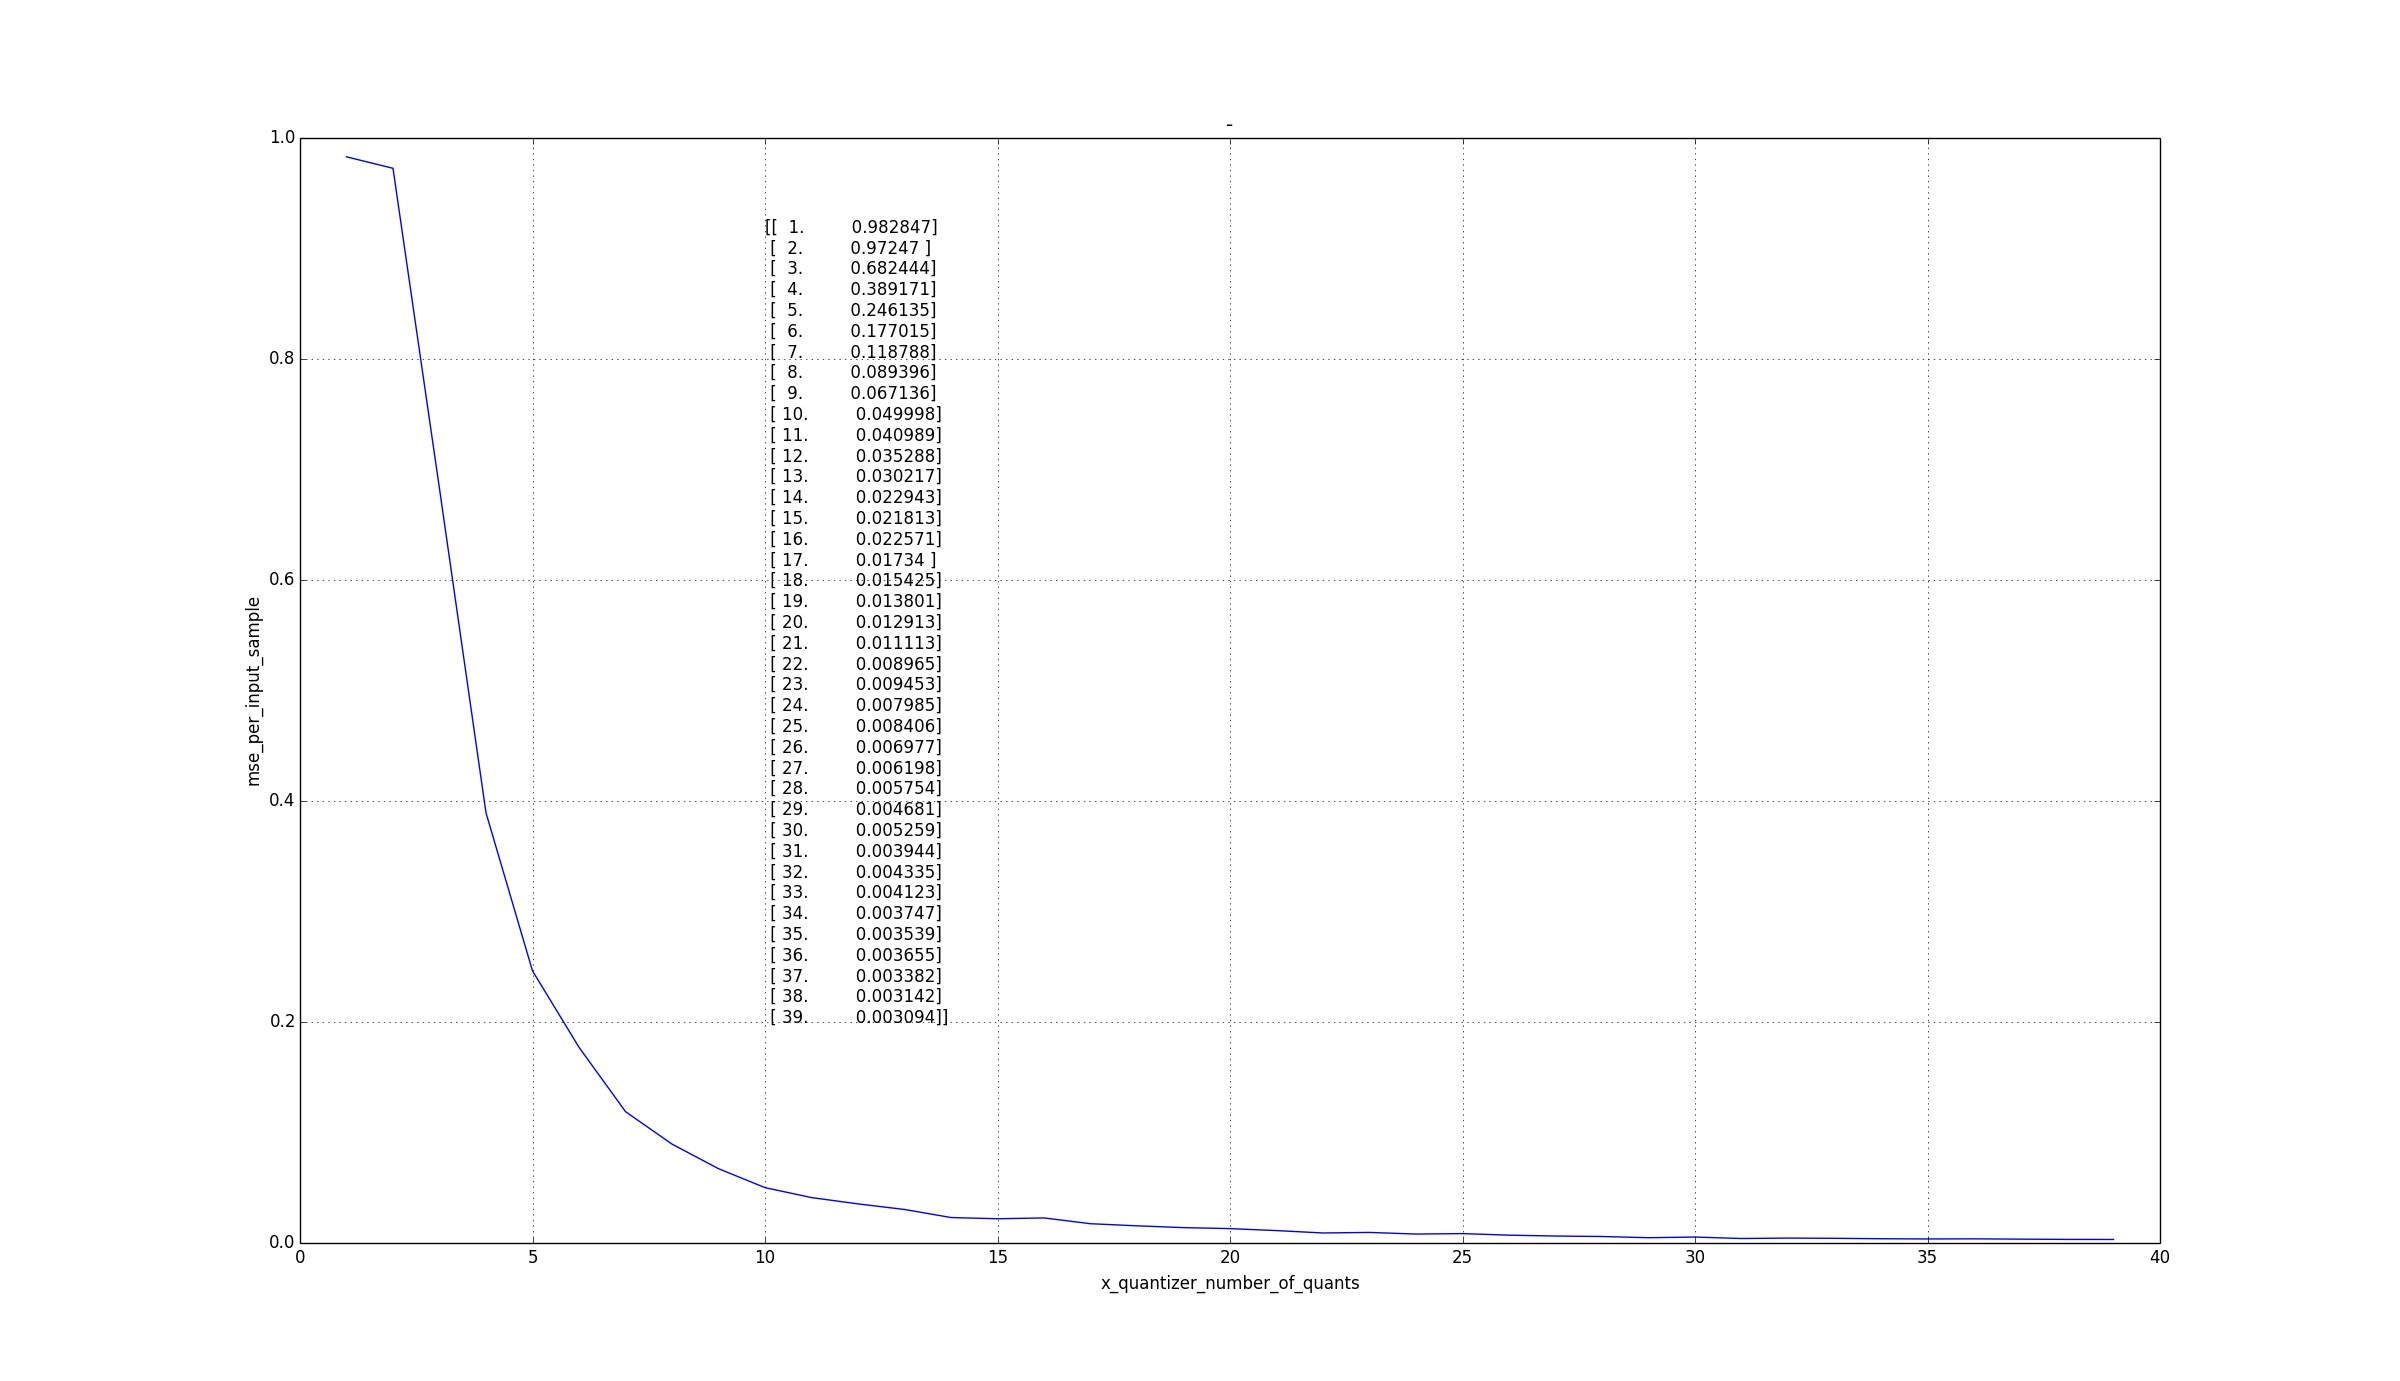 -
1.0
[[ 1. 0.982847]
[ 2. 0.97247 ]
[ 3. 0.682444]
[ 4. 0.389171]
[ 5. 0.246135]
[ 6. 0.177015]
[ 7. 0.118788]
0.8
[ 8. 0.089396]
[ 9. 0.067136]
[ 10. 0.049998]
[ 11. 0.040989]
[ 12. 0.035288]
[ 13. 0.030217]
[ 14. 0.022943]
[ 15. 0.021813]
[ 16. 0.022571]
[ 17. 0.01734 ]
[ 18. 0.015425]
0.6
[ 19. 0.013801]
[ 20. 0.012913]
[ 21. 0.011113]
[ 22. 0.008965]
[ 23. 0.009453]
[ 24. 0.007985]
[ 25. 0.008406]
[ 26. 0.006977]
[ 27. 0.006198]
[ 28. 0.005754]
0.4
[ 29. 0.004681]
[ 30. 0.005259]
[ 31. 0.003944]
[ 32. 0.004335]
[ 33. 0.004123]
[ 34. 0.003747]
[ 35. 0.003539]
[ 36. 0.003655]
[ 37. 0.003382]
[ 38. 0.003142]
[ 39. 0.003094]]
0.2
0.0
mse_per_input_sample
0 5 10 15 20 25 30 35 40
x_quantizer_number_of_quants